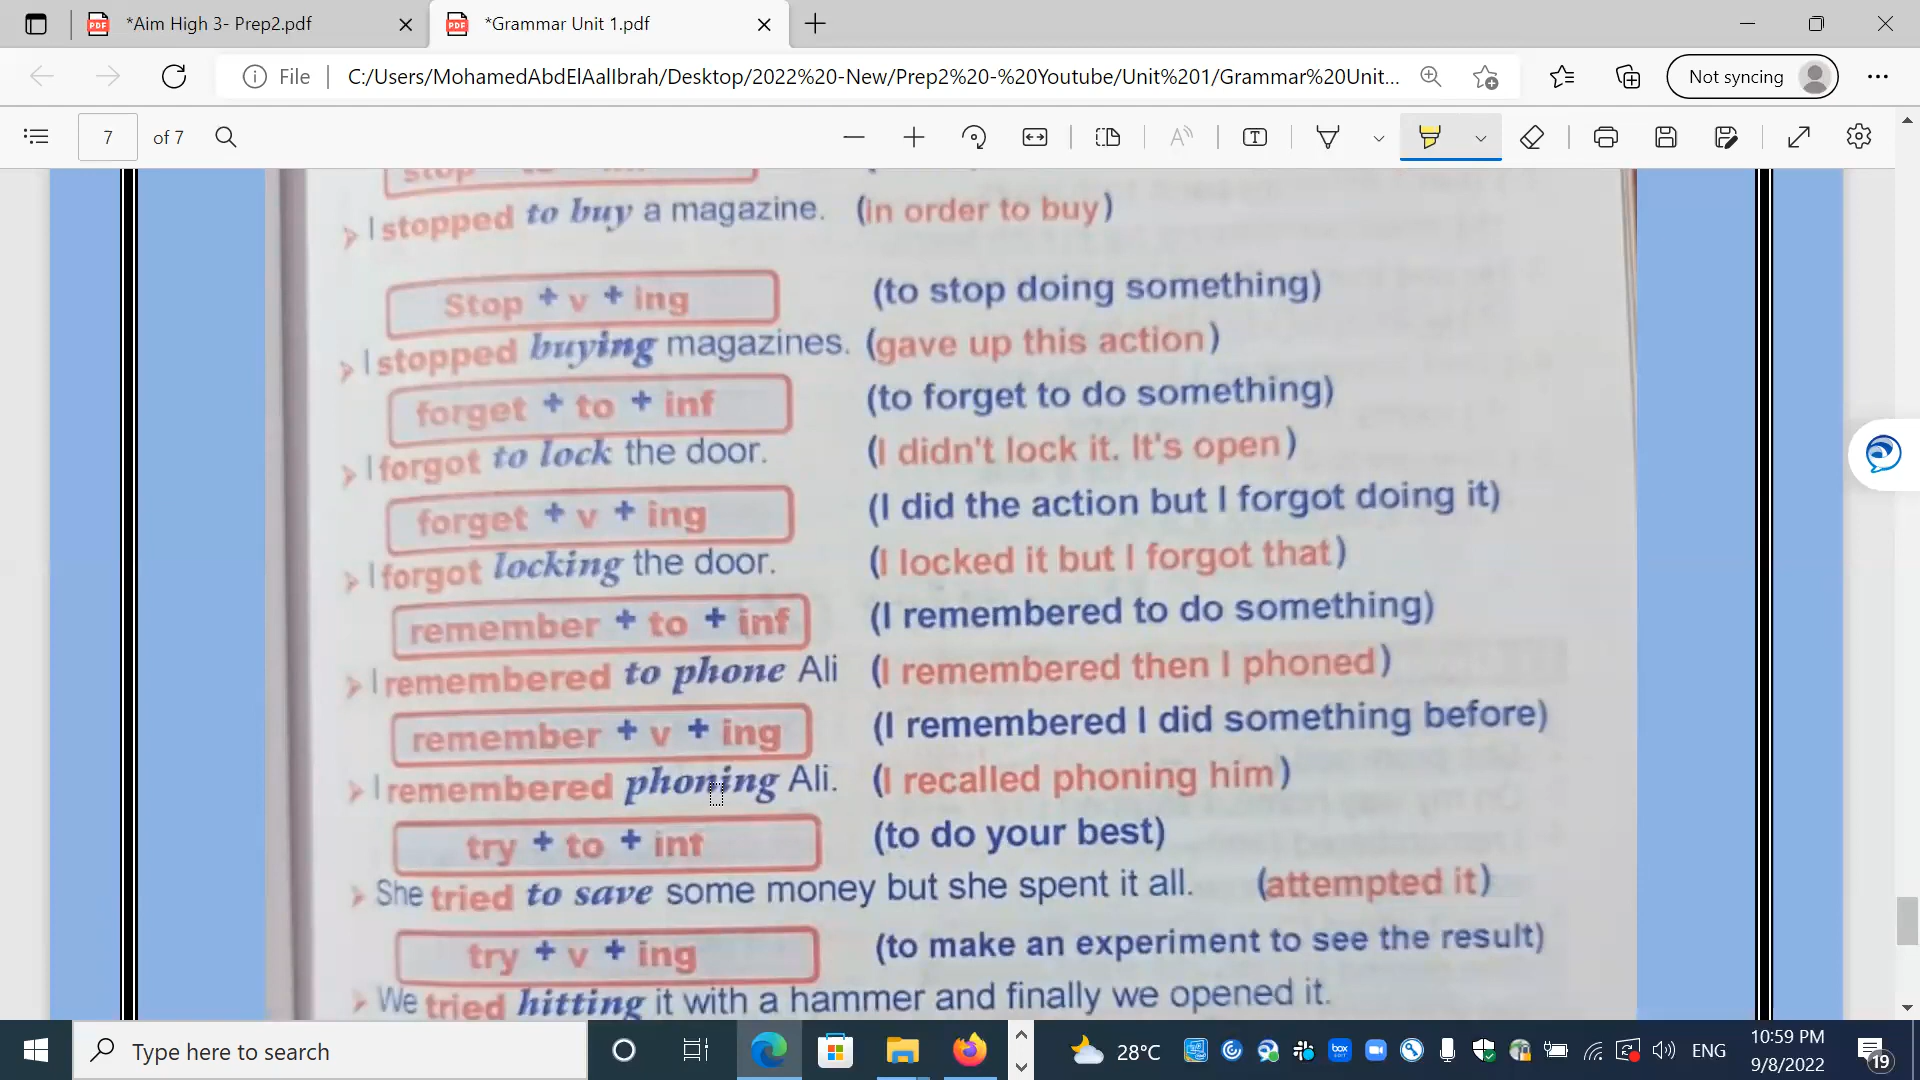 *Aim High 3- Prep2.pdf
*Grammar Unit 1.pdf
File
C:/Users/MohamedAbdElAalIbrah/Desktop/2022%20-New/Prep2%20-%20Youtube/Unit%201/Grammar%20Unit...
Not syncing
7 of 7
I stopped to buy a magazine. (in order to buy)
Stop + v + ing (to stop doing something)
I stopped buying magazines. (gave up this action)
forget + to + inf (to forget to do something)
I forgot to lock the door. (I didn't lock it. It's open)
forget + v + ing (I did the action but I forgot doing it)
I forgot locking the door. (I locked it but I forgot that)
remember + to + inf (I remembered to do something)
I remembered to phone Ali (I remembered then I phoned)
remember + v + ing (I remembered I did something before)
I remembered phoning Ali. (I recalled phoning him)
try + to + inf (to do your best)
She tried to save some money but she spent it all. (attempted it)
try + v + ing (to make an experiment to see the result)
We tried hitting it with a hammer and finally we opened it.
Type here to search
28°C
ENG
10:59 PM
9/8/2022
19